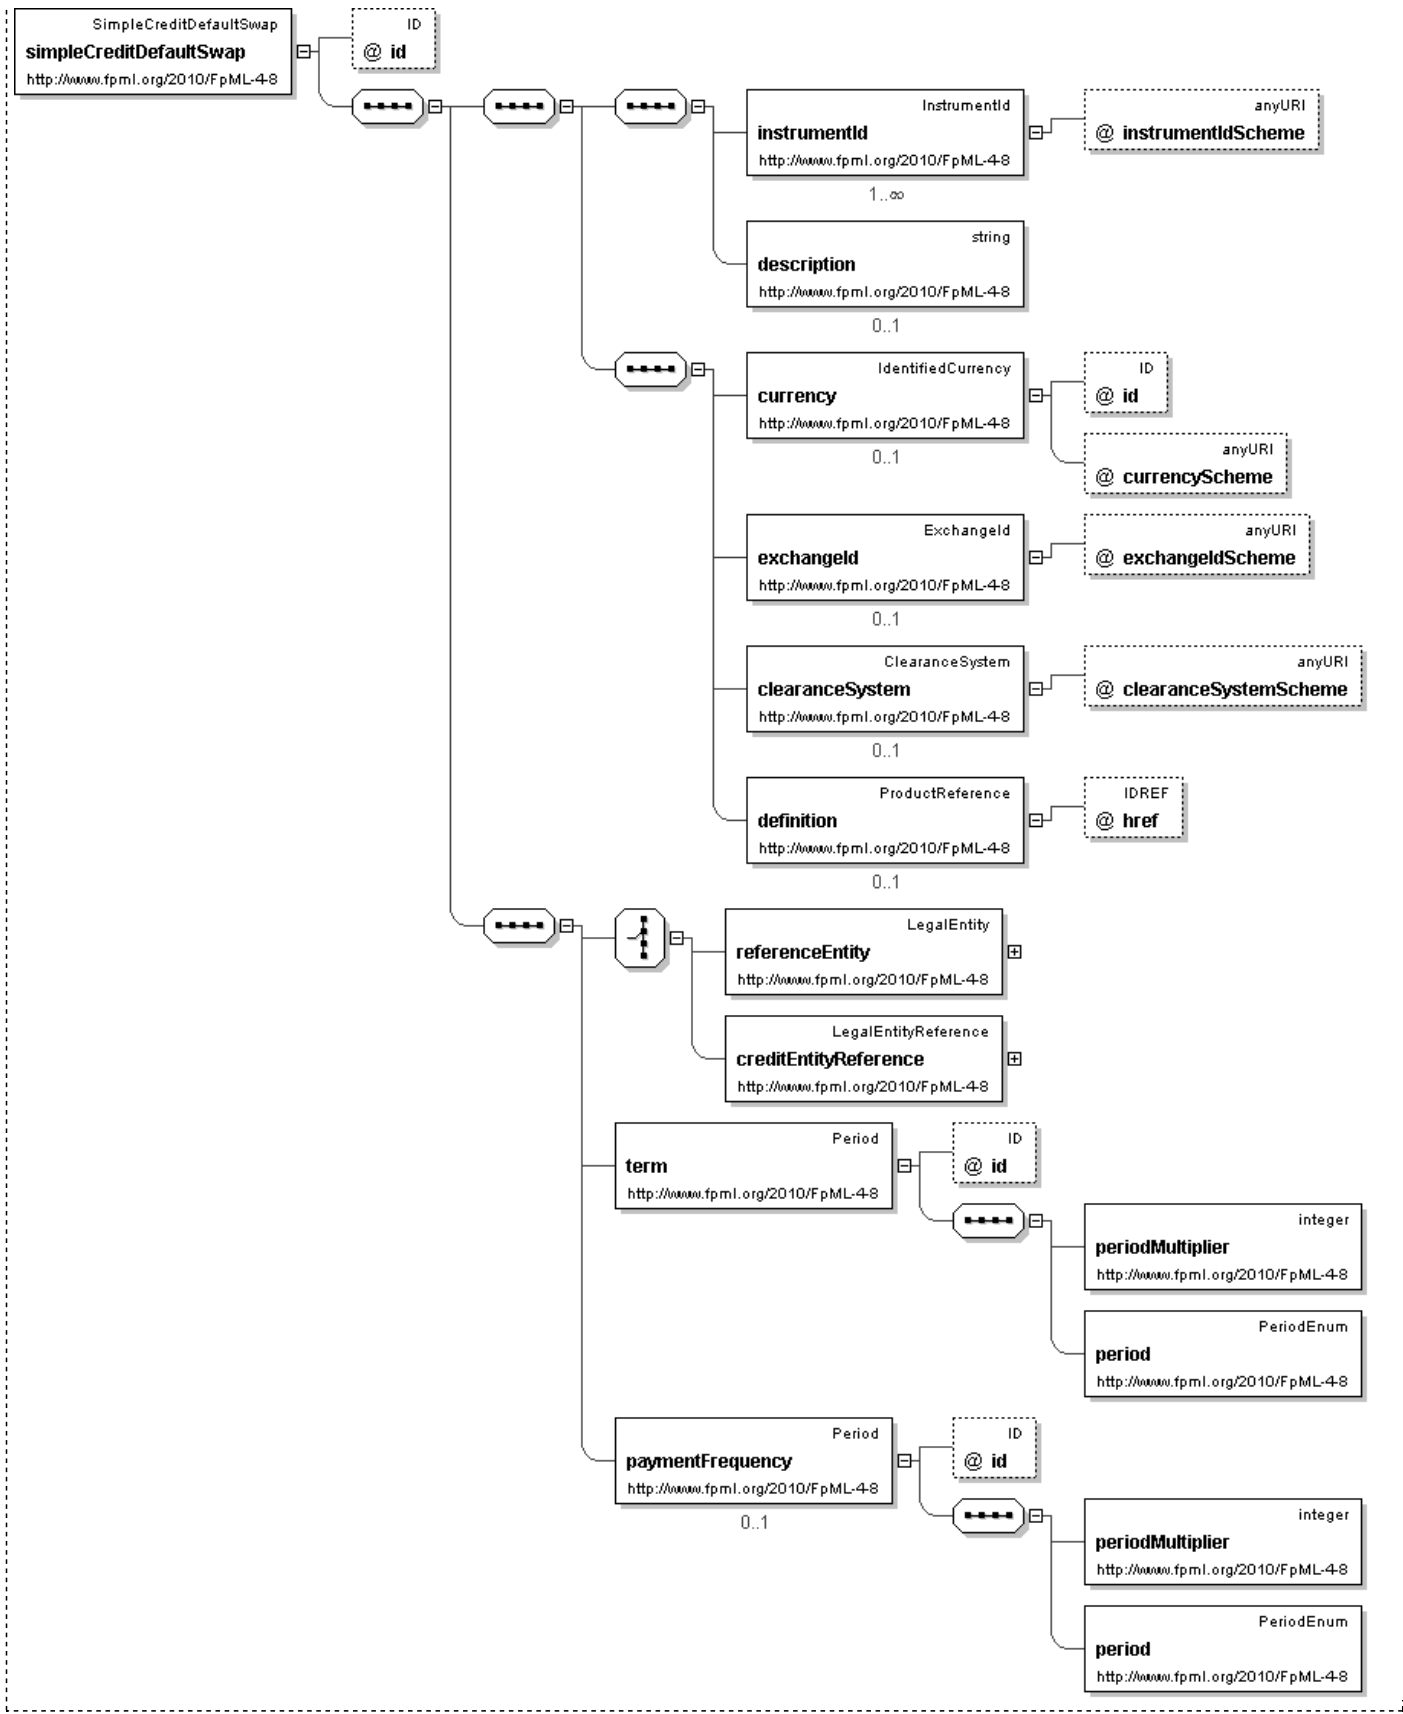 SimpleCreditDefaultSwap
simpleCreditDefaultSwap
http://www.fpml.org/2010/FpML-4-8
ID
@ id
InstrumentId
instrumentId
http://www.fpml.org/2010/FpML-4-8
1..∞
anyURI
@ instrumentIdScheme
string
description
http://www.fpml.org/2010/FpML-4-8
0..1
IdentifiedCurrency
currency
http://www.fpml.org/2010/FpML-4-8
0..1
ID
@ id
anyURI
@ currencyScheme
ExchangeId
exchangeId
http://www.fpml.org/2010/FpML-4-8
0..1
anyURI
@ exchangeIdScheme
ClearanceSystem
clearanceSystem
http://www.fpml.org/2010/FpML-4-8
0..1
anyURI
@ clearanceSystemScheme
ProductReference
definition
http://www.fpml.org/2010/FpML-4-8
0..1
IDREF
@ href
LegalEntity
referenceEntity
http://www.fpml.org/2010/FpML-4-8
LegalEntityReference
creditEntityReference
http://www.fpml.org/2010/FpML-4-8
Period
term
http://www.fpml.org/2010/FpML-4-8
ID
@ id
integer
periodMultiplier
http://www.fpml.org/2010/FpML-4-8
PeriodEnum
period
http://www.fpml.org/2010/FpML-4-8
Period
paymentFrequency
http://www.fpml.org/2010/FpML-4-8
0..1
ID
@ id
integer
periodMultiplier
http://www.fpml.org/2010/FpML-4-8
PeriodEnum
period
http://www.fpml.org/2010/FpML-4-8